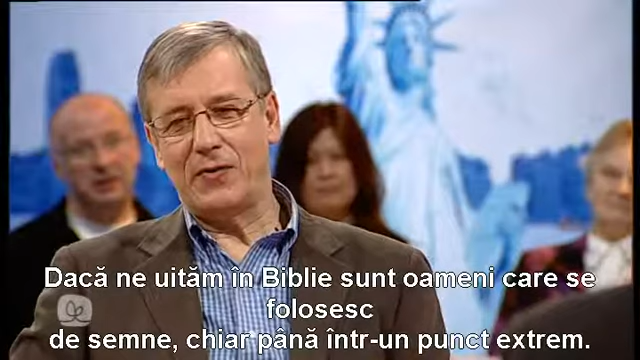 Dacă ne uităm în Biblie sunt oameni care se
folosesc
de semne, chiar până într-un punct extrem.